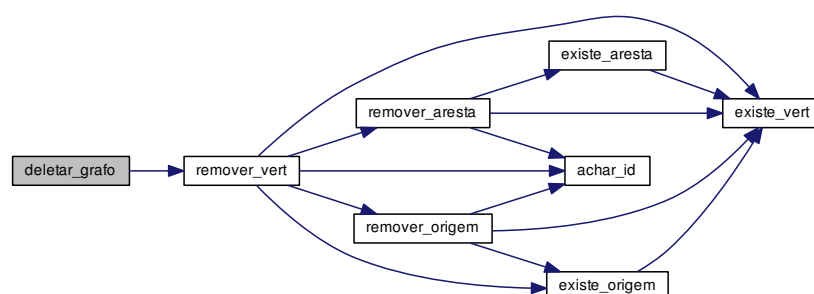 deletar_grafo
remover_vert
remover_aresta
remover_origem
existe_aresta
achar_id
existe_origem
existe_vert